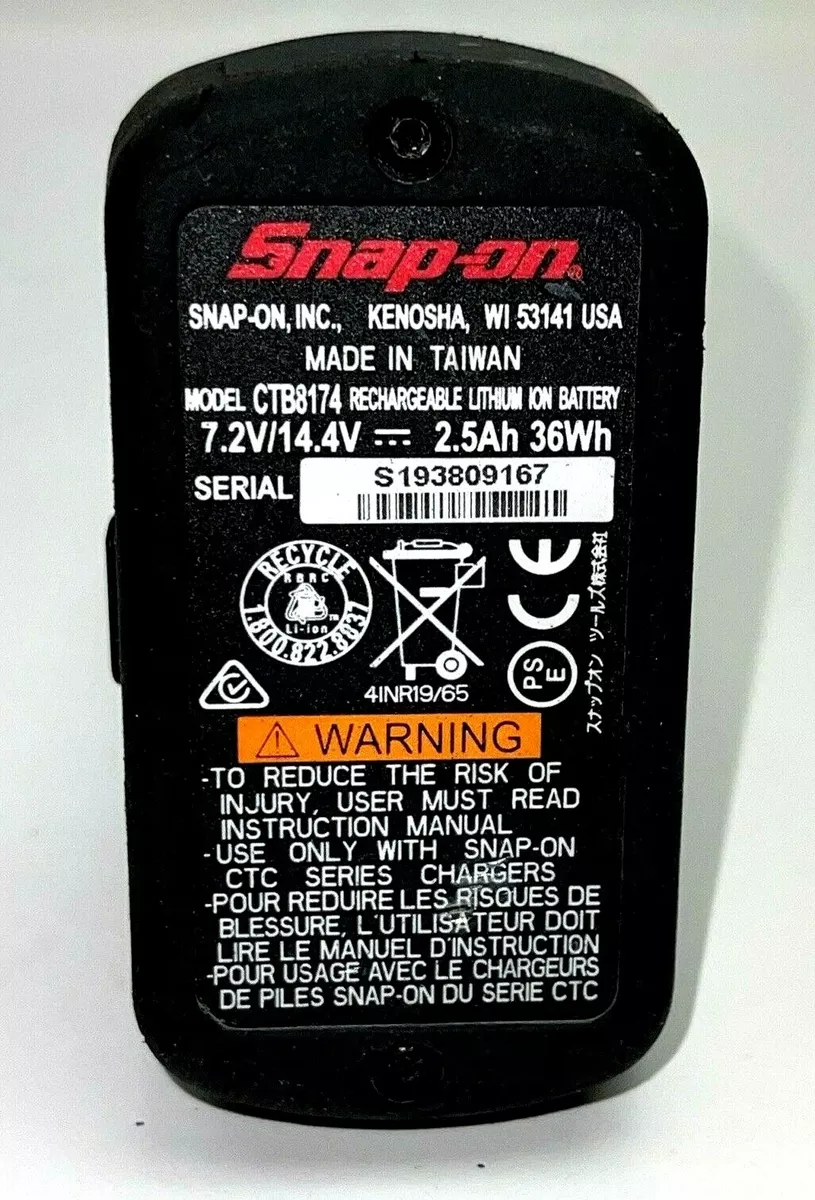 Snap-on®
SNAP-ON, INC., KENOSHA, WI 53141 USA
MADE IN TAIWAN
MODEL CTB8174 RECHARGEABLE LITHIUM ION BATTERY
7.2V/14.4V ⎓ 2.5Ah 36Wh
SERIAL S193809167
RECYCLE
RBRC
Li-ion ™
1.800.822.8837
4INR19/65
CE
PS
E
スナップオン ツールズ株式会社
⚠ WARNING
-TO REDUCE THE RISK OF
INJURY, USER MUST READ
INSTRUCTION MANUAL
-USE ONLY WITH SNAP-ON
CTC SERIES CHARGERS
-POUR REDUIRE LES RISQUES DE
BLESSURE, L'UTILISATEUR DOIT
LIRE LE MANUEL D'INSTRUCTION
-POUR USAGE AVEC LE CHARGEURS
DE PILES SNAP-ON DU SERIE CTC